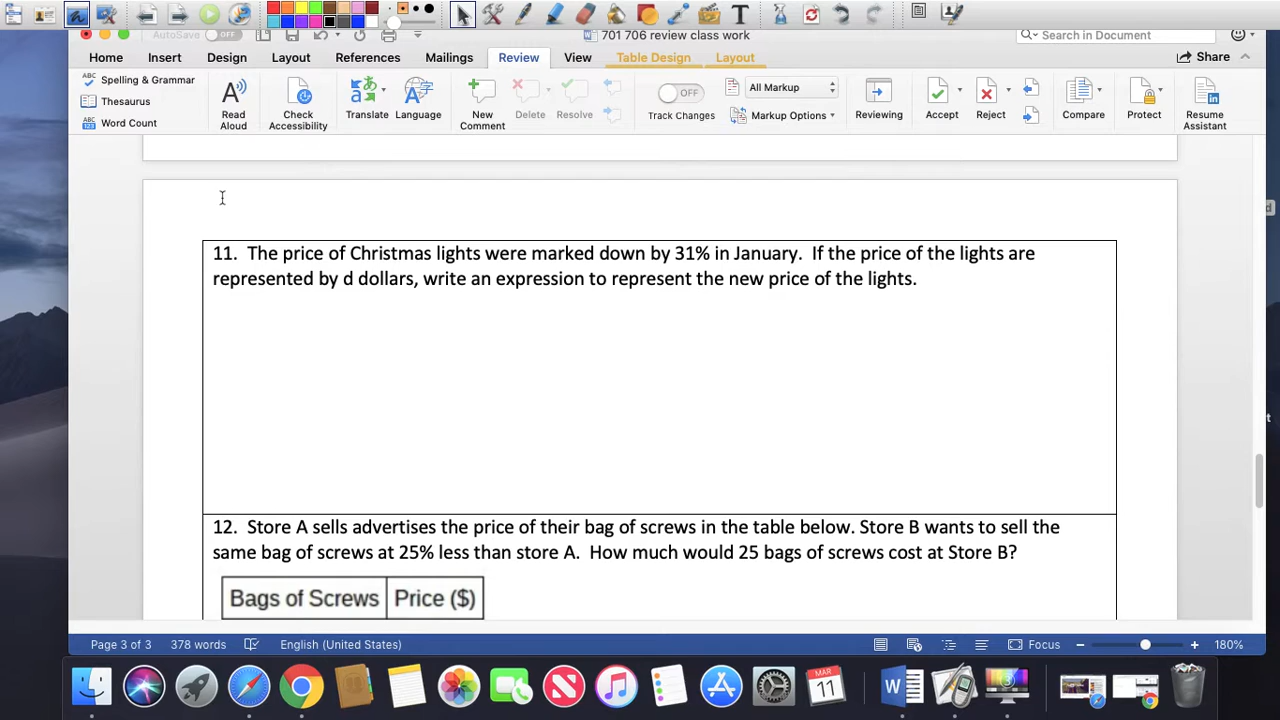 701 706 review class work
AutoSave OFF
Search in Document
Home Insert Design Layout References Mailings Review View Table Design Layout Share
ABC Spelling & Grammar
Thesaurus
ABC 123 Word Count
Read Aloud
Check Accessibility
Translate
Language
New Comment
Delete
Resolve
OFF
Track Changes
All Markup
Markup Options
Reviewing
Accept
Reject
Compare
Protect
Resume Assistant
11. The price of Christmas lights were marked down by 31% in January. If the price of the lights are
represented by d dollars, write an expression to represent the new price of the lights.
12. Store A sells advertises the price of their bag of screws in the table below. Store B wants to sell the
same bag of screws at 25% less than store A. How much would 25 bags of screws cost at Store B?
Bags of Screws Price ($)
Page 3 of 3 378 words English (United States) Focus 180%
MAR
11